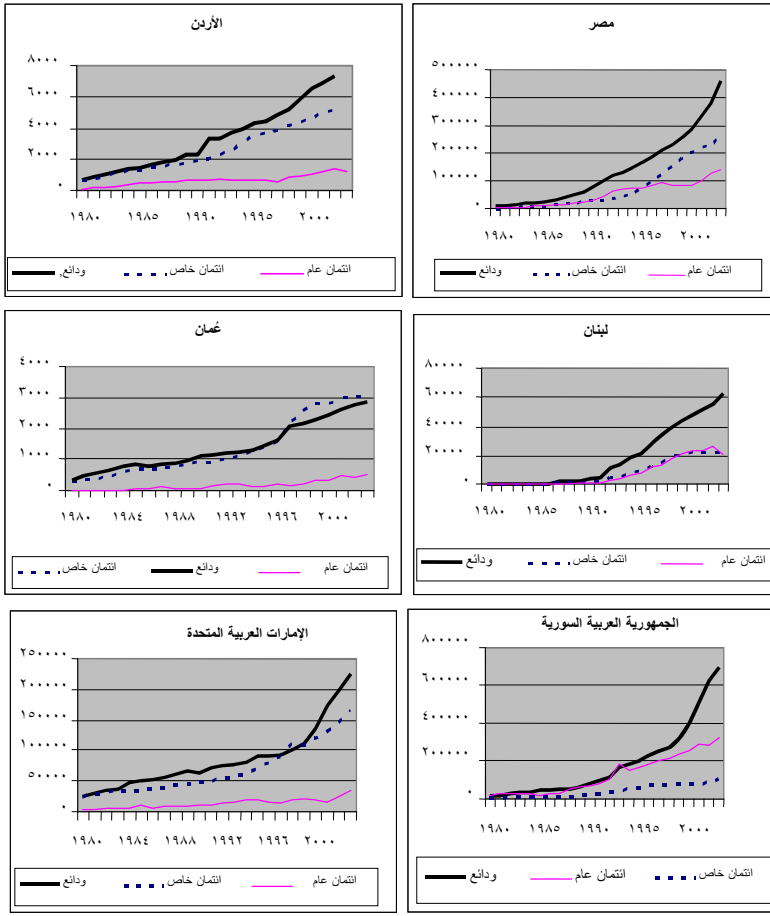 مصر
٥٠٠٠٠٠
٤٠٠٠٠٠
٣٠٠٠٠٠
٢٠٠٠٠٠
١٠٠٠٠٠
٠
١٩٨٠ ١٩٨٥ ١٩٩٠ ١٩٩٥ ٢٠٠٠
ودائع ائتمان خاص ائتمان عام
الأردن
٨٠٠٠
٦٠٠٠
٤٠٠٠
٢٠٠٠
٠
١٩٨٠ ١٩٨٥ ١٩٩٠ ١٩٩٥ ٢٠٠٠
ودائع, ائتمان خاص ائتمان عام
لبنان
٨٠٠٠٠
٦٠٠٠٠
٤٠٠٠٠
٢٠٠٠٠
٠
١٩٨٠ ١٩٨٥ ١٩٩٠ ١٩٩٥ ٢٠٠٠
ودائع ائتمان خاص ائتمان عام
عُمان
٤٠٠٠
٣٠٠٠
٢٠٠٠
١٠٠٠
٠
١٩٨٠ ١٩٨٤ ١٩٨٨ ١٩٩٢ ١٩٩٦ ٢٠٠٠
ائتمان خاص ودائع ائتمان عام
الجمهورية العربية السورية
٨٠٠٠٠٠
٦٠٠٠٠٠
٤٠٠٠٠٠
٢٠٠٠٠٠
٠
١٩٨٠ ١٩٨٥ ١٩٩٠ ١٩٩٥ ٢٠٠٠
ودائع ائتمان عام ائتمان خاص
الإمارات العربية المتحدة
٢٥٠٠٠٠
٢٠٠٠٠٠
١٥٠٠٠٠
١٠٠٠٠٠
٥٠٠٠٠
٠
١٩٨٠ ١٩٨٤ ١٩٨٨ ١٩٩٢ ١٩٩٦ ٢٠٠٠
ودائع ائتمان خاص ائتمان عام